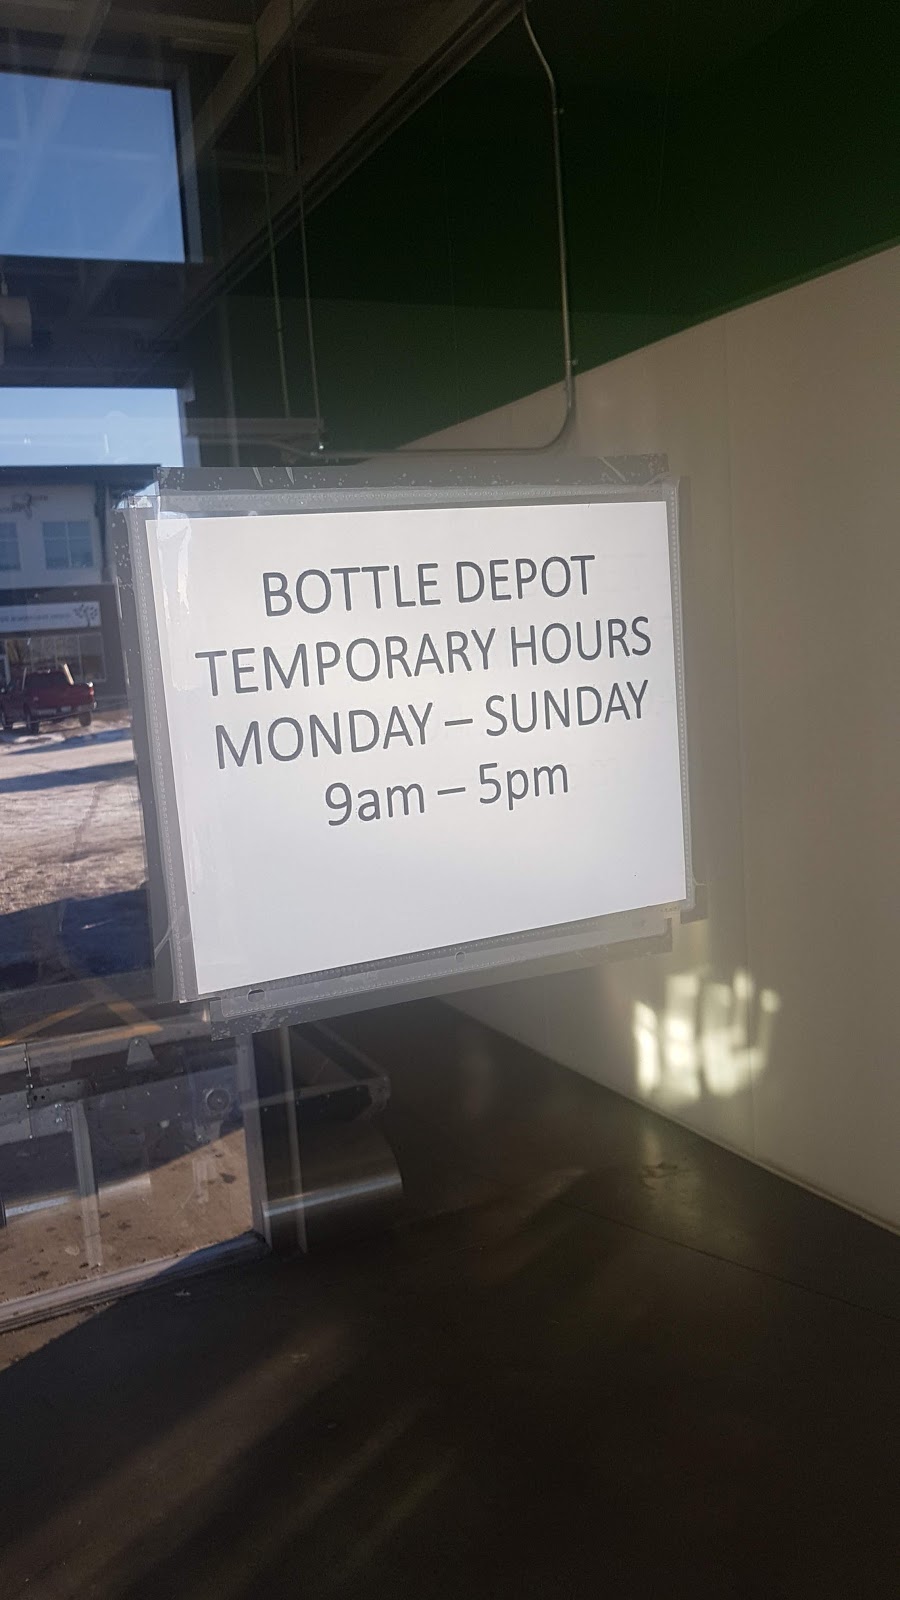 BOTTLE DEPOT
TEMPORARY HOURS
MONDAY – SUNDAY
9am – 5pm